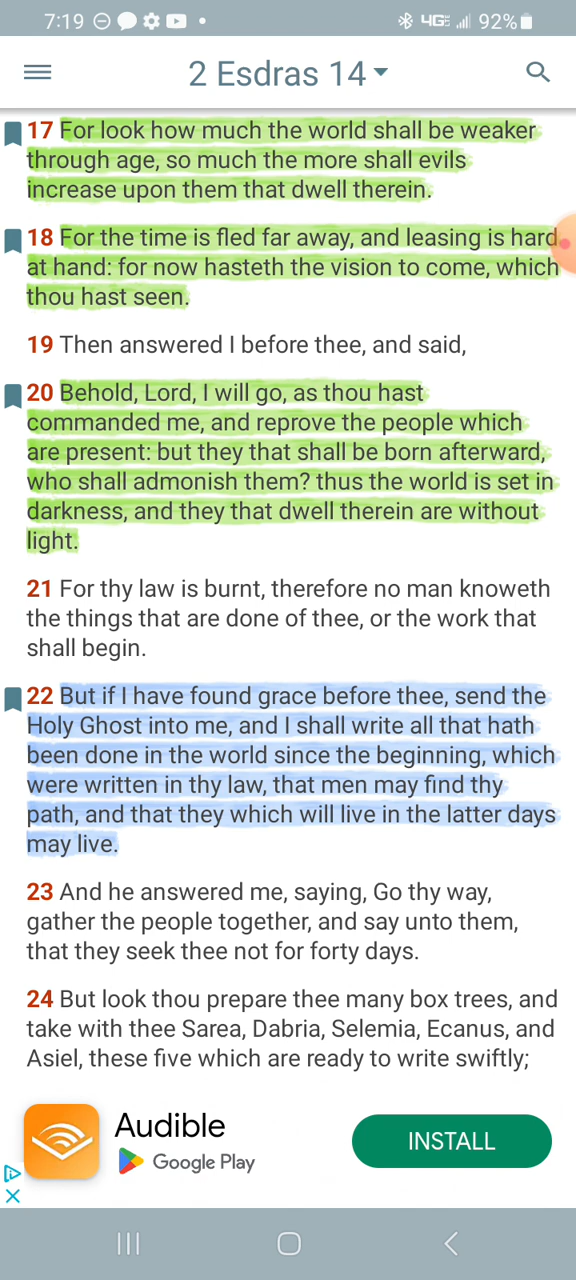 7:19 4GE 92%
2 Esdras 14
17 For look how much the world shall be weaker
through age, so much the more shall evils
increase upon them that dwell therein.
18 For the time is fled far away, and leasing is hard
at hand: for now hasteth the vision to come, which
thou hast seen.
19 Then answered I before thee, and said,
20 Behold, Lord, I will go, as thou hast
commanded me, and reprove the people which
are present: but they that shall be born afterward,
who shall admonish them? thus the world is set in
darkness, and they that dwell therein are without
light.
21 For thy law is burnt, therefore no man knoweth
the things that are done of thee, or the work that
shall begin.
22 But if I have found grace before thee, send the
Holy Ghost into me, and I shall write all that hath
been done in the world since the beginning, which
were written in thy law, that men may find thy
path, and that they which will live in the latter days
may live.
23 And he answered me, saying, Go thy way,
gather the people together, and say unto them,
that they seek thee not for forty days.
24 But look thou prepare thee many box trees, and
take with thee Sarea, Dabria, Selemia, Ecanus, and
Asiel, these five which are ready to write swiftly;
Audible
Google Play
INSTALL